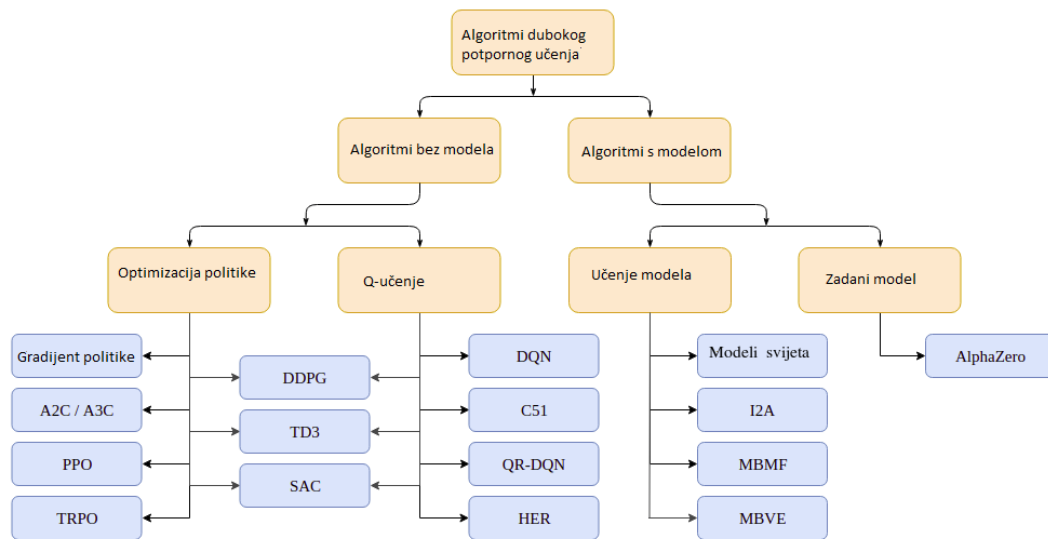 Algoritmi dubokog
potpornog učenja
Algoritmi bez modela
Algoritmi s modelom
Optimizacija politike
Q-učenje
Učenje modela
Zadani model
Gradijent politike
DDPG
DQN
Modeli svijeta
AlphaZero
A2C / A3C
TD3
C51
I2A
PPO
SAC
QR-DQN
MBMF
TRPO
HER
MBVE